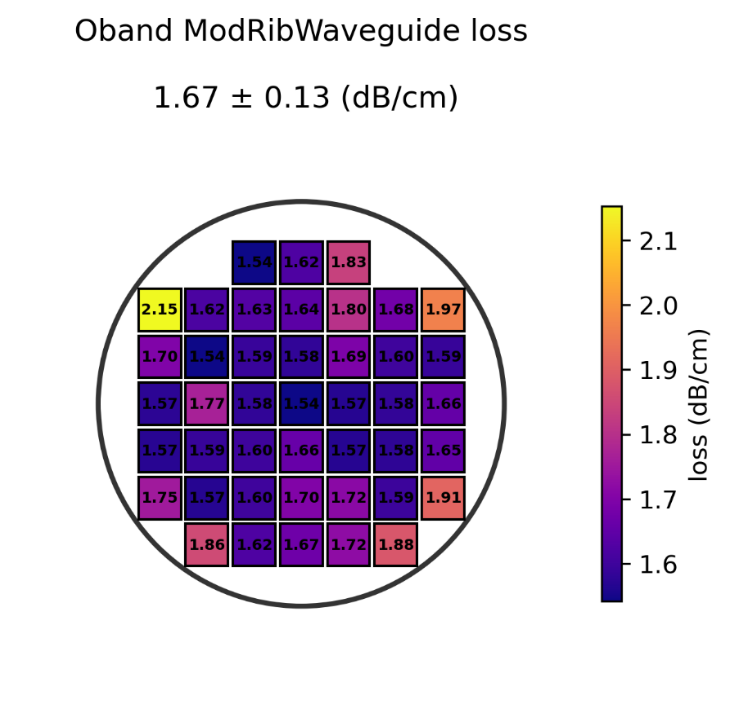 Oband ModRibWaveguide loss
1.67 ± 0.13 (dB/cm)
1.54 1.62 1.83
2.15 1.62 1.63 1.64 1.80 1.68 1.97
1.70 1.54 1.59 1.58 1.69 1.60 1.59
1.57 1.77 1.58 1.54 1.57 1.58 1.66
1.57 1.59 1.60 1.66 1.57 1.58 1.65
1.75 1.57 1.60 1.70 1.72 1.59 1.91
1.86 1.62 1.67 1.72 1.88
2.1
2.0
1.9
1.8
1.7
1.6
loss (dB/cm)